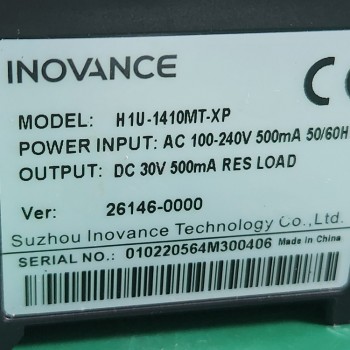 INOVANCE
MODEL: H1U-1410MT-XP
POWER INPUT: AC 100-240V 500mA 50/60H
OUTPUT: DC 30V 500mA RES LOAD
Ver: 26146-0000
Suzhou Inovance Technology Co.,Ltd.
SERIAL NO.: 010220564M300406 Made in China